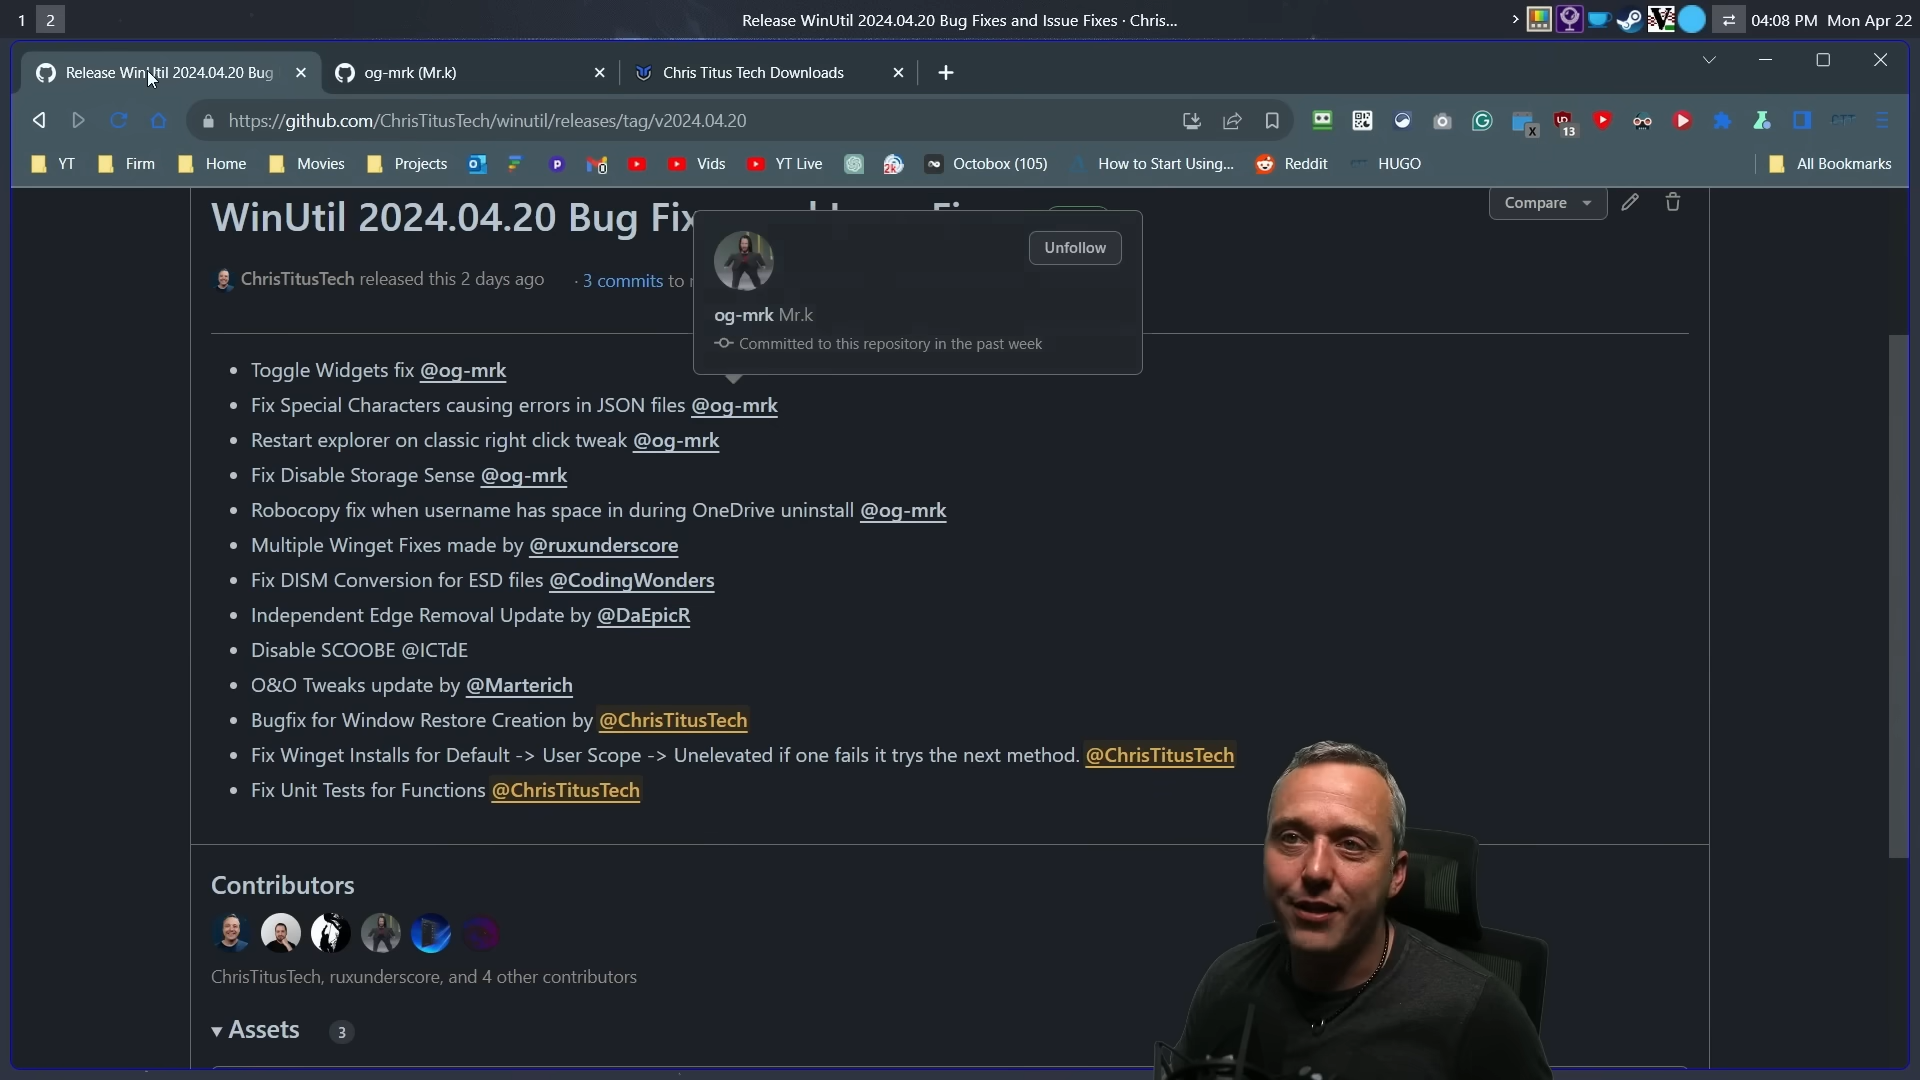 1 2 Release WinUtil 2024.04.20 Bug Fixes and Issue Fixes · Chris... 04:08 PM Mon Apr 22
Release WinUtil 2024.04.20 Bug
og-mrk (Mr.k)
Chris Titus Tech Downloads
https://github.com/ChrisTitusTech/winutil/releases/tag/v2024.04.20
13
YT Firm Home Movies Projects Vids YT Live Octobox (105) How to Start Using... Reddit HUGO All Bookmarks
WinUtil 2024.04.20 Bug Fix
Compare
Unfollow
ChrisTitusTech released this 2 days ago · 3 commits to
og-mrk Mr.k
Committed to this repository in the past week
• Toggle Widgets fix @og-mrk
• Fix Special Characters causing errors in JSON files @og-mrk
• Restart explorer on classic right click tweak @og-mrk
• Fix Disable Storage Sense @og-mrk
• Robocopy fix when username has space in during OneDrive uninstall @og-mrk
• Multiple Winget Fixes made by @ruxunderscore
• Fix DISM Conversion for ESD files @CodingWonders
• Independent Edge Removal Update by @DaEpicR
• Disable SCOOBE @ICTdE
• O&O Tweaks update by @Marterich
• Bugfix for Window Restore Creation by @ChrisTitusTech
• Fix Winget Installs for Default -> User Scope -> Unelevated if one fails it trys the next method. @ChrisTitusTech
• Fix Unit Tests for Functions @ChrisTitusTech
Contributors
ChrisTitusTech, ruxunderscore, and 4 other contributors
Assets 3